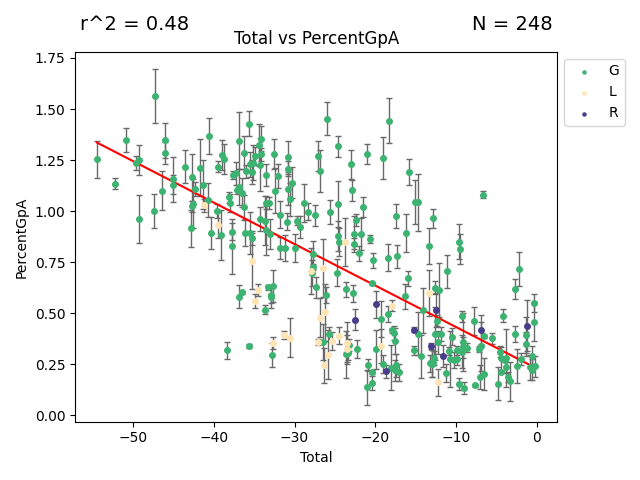 r^2 = 0.48 N = 248
Total vs PercentGpA
G
L
R
PercentGpA
1.75
1.50
1.25
1.00
0.75
0.50
0.25
0.00
−50 −40 −30 −20 −10 0
Total